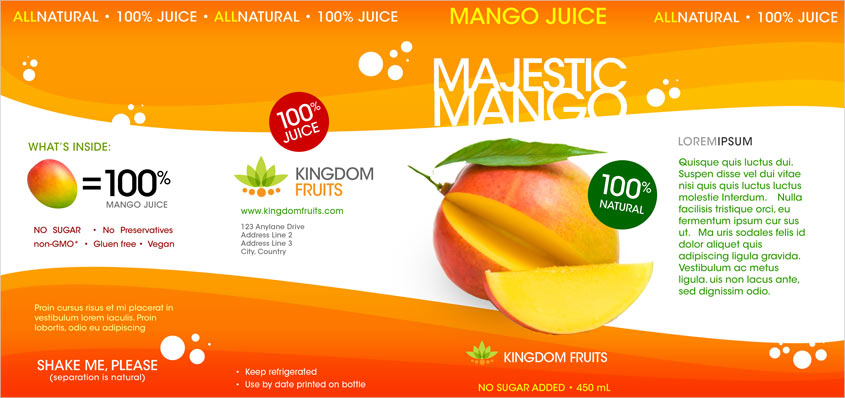 ALLNATURAL • 100% JUICE • ALLNATURAL • 100% JUICE
MANGO JUICE
ALLNATURAL • 100% JUICE
MAJESTIC
MANGO
100%
JUICE
WHAT'S INSIDE:
=100%
MANGO JUICE
NO SUGAR • No Preservatives
non-GMO* • Gluen free • Vegan
KINGDOM
FRUITS
www.kingdomfruits.com
123 Anylane Drive
Address Line 2
Address Line 3
City, Country
100%
NATURAL
LOREMIPSUM
Quisque quis luctus dui.
Suspen disse vel dui vitae
nisi quis quis luctus luctus
molestie Interdum. Nulla
facilisis tristique orci, eu
fermentum ipsum cur sus
ut. Ma uris sodales felis id
dolor aliquet quis
adipiscing ligula gravida.
Vestibulum ac metus
ligula. uis non lacus ante,
sed dignissim odio.
Proin cursus risus et mi placerat in
vestibulum lorem iaculis. Proin
lobortis, odio eu adipiscing
SHAKE ME, PLEASE
(separation is natural)
• Keep refrigerated
• Use by date printed on bottle
KINGDOM FRUITS
NO SUGAR ADDED • 450 mL